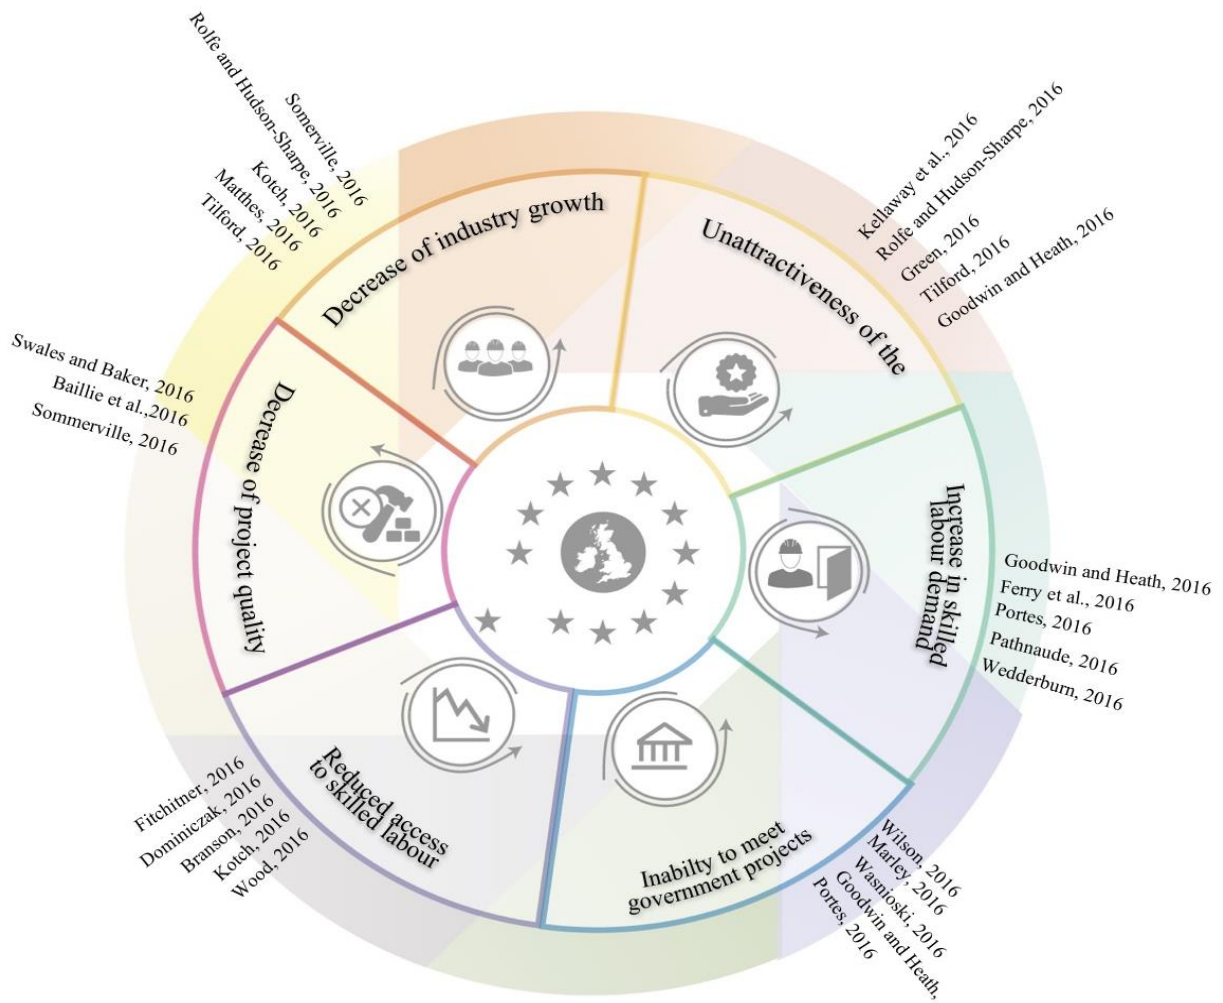 Decrease of industry growth
Somerville, 2016
Rolfe and Hudson-Sharpe, 2016
Kotch, 2016
Matthes, 2016
Tilford, 2016
Unattractiveness of the
Kellaway et al., 2016
Rolfe and Hudson-Sharpe, 2016
Green, 2016
Tilford, 2016
Goodwin and Heath, 2016
Increase in skilled
labour demand
Goodwin and Heath, 2016
Ferry et al., 2016
Portes, 2016
Pathnaude, 2016
Wedderburn, 2016
Inabilty to meet
government projects
Wilson, 2016
Marley, 2016
Wasnioski, 2016
Goodwin and Heath,
Portes, 2016
Reduced access
to skilled labour
Fitchitner, 2016
Dominiczak, 2016
Branson, 2016
Kotch, 2016
Wood, 2016
Decrease of project quality
Swales and Baker, 2016
Baillie et al.,2016
Sommerville, 2016